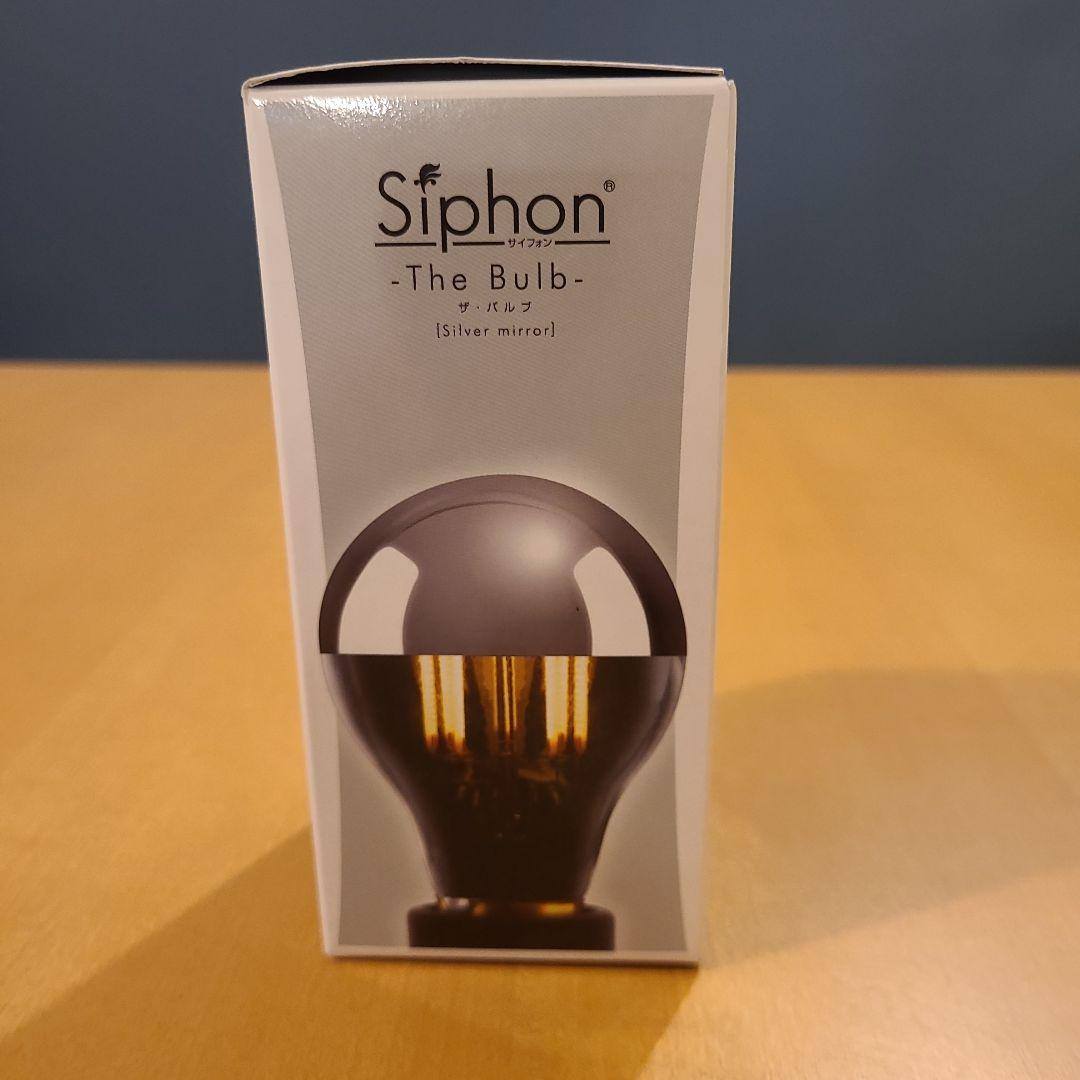 Siphon®
サイフォン
-The Bulb-
ザ・バルブ
[Silver mirror]